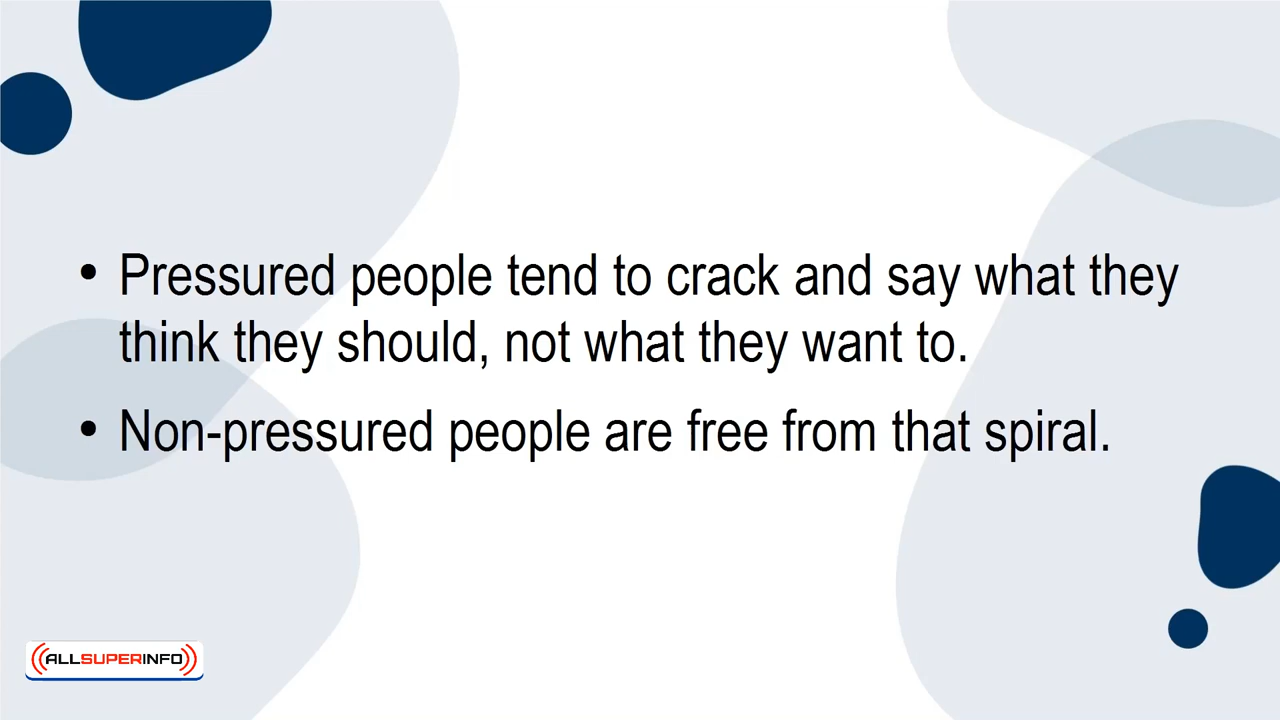 • Pressured people tend to crack and say what they
think they should, not what they want to.
• Non-pressured people are free from that spiral.
ALLSUPERINFO